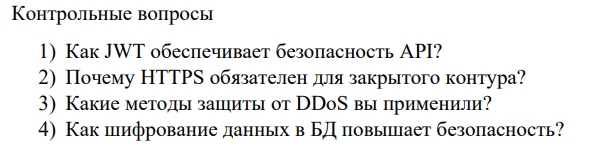 Контрольные вопросы
1) Как JWT обеспечивает безопасность API?
2) Почему HTTPS обязателен для закрытого контура?
3) Какие методы защиты от DDoS вы применили?
4) Как шифрование данных в БД повышает безопасность?